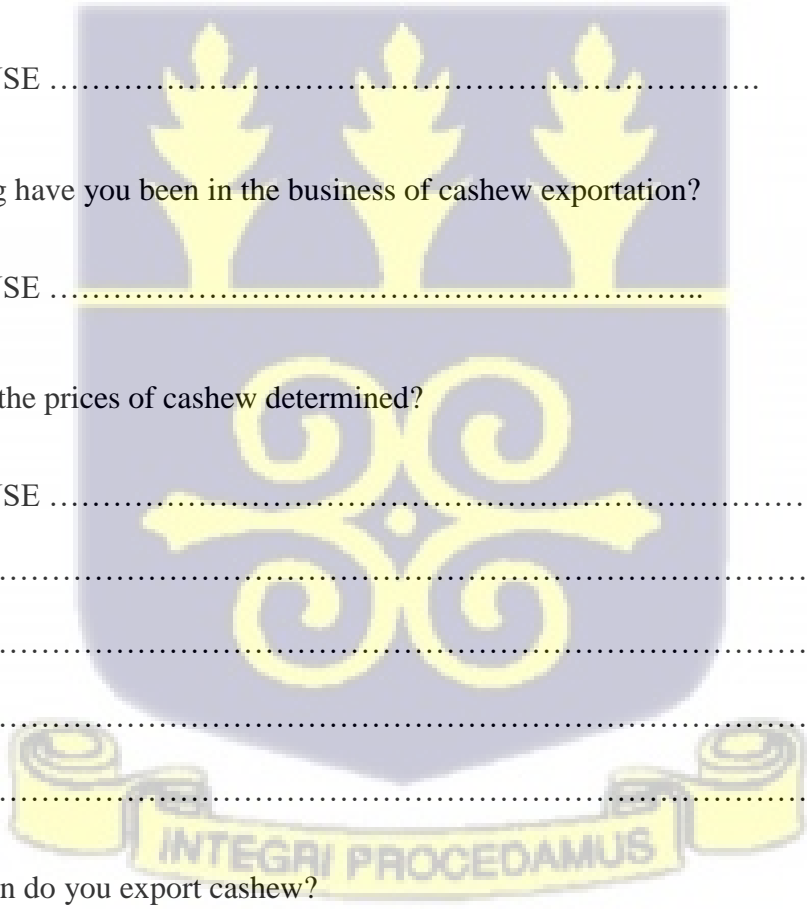 SE ……………………………………………………………….
g have you been in the business of cashew exportation?
SE …………………………………………………………..
the prices of cashew determined?
SE ……………………………………………………………………
…………………………………………………………………………
…………………………………………………………………………
…………………………………………………………………………
…………………………………………………………………………
INTEGRI PROCEDAMUS
n do you export cashew?